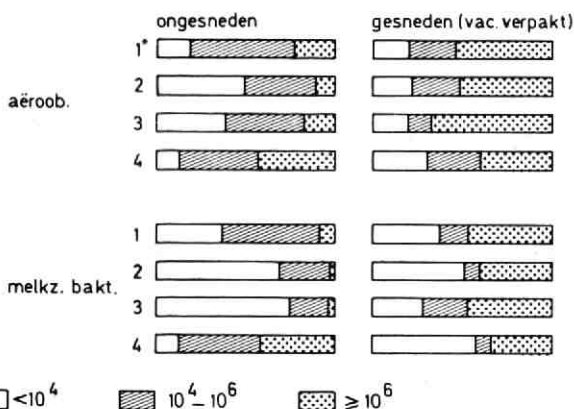 ongesneden gesneden (vac. verpakt)
aëroob.
1*
2
3
4
melkz. bakt.
1
2
3
4
<10⁴ 10⁴–10⁶ ≥10⁶